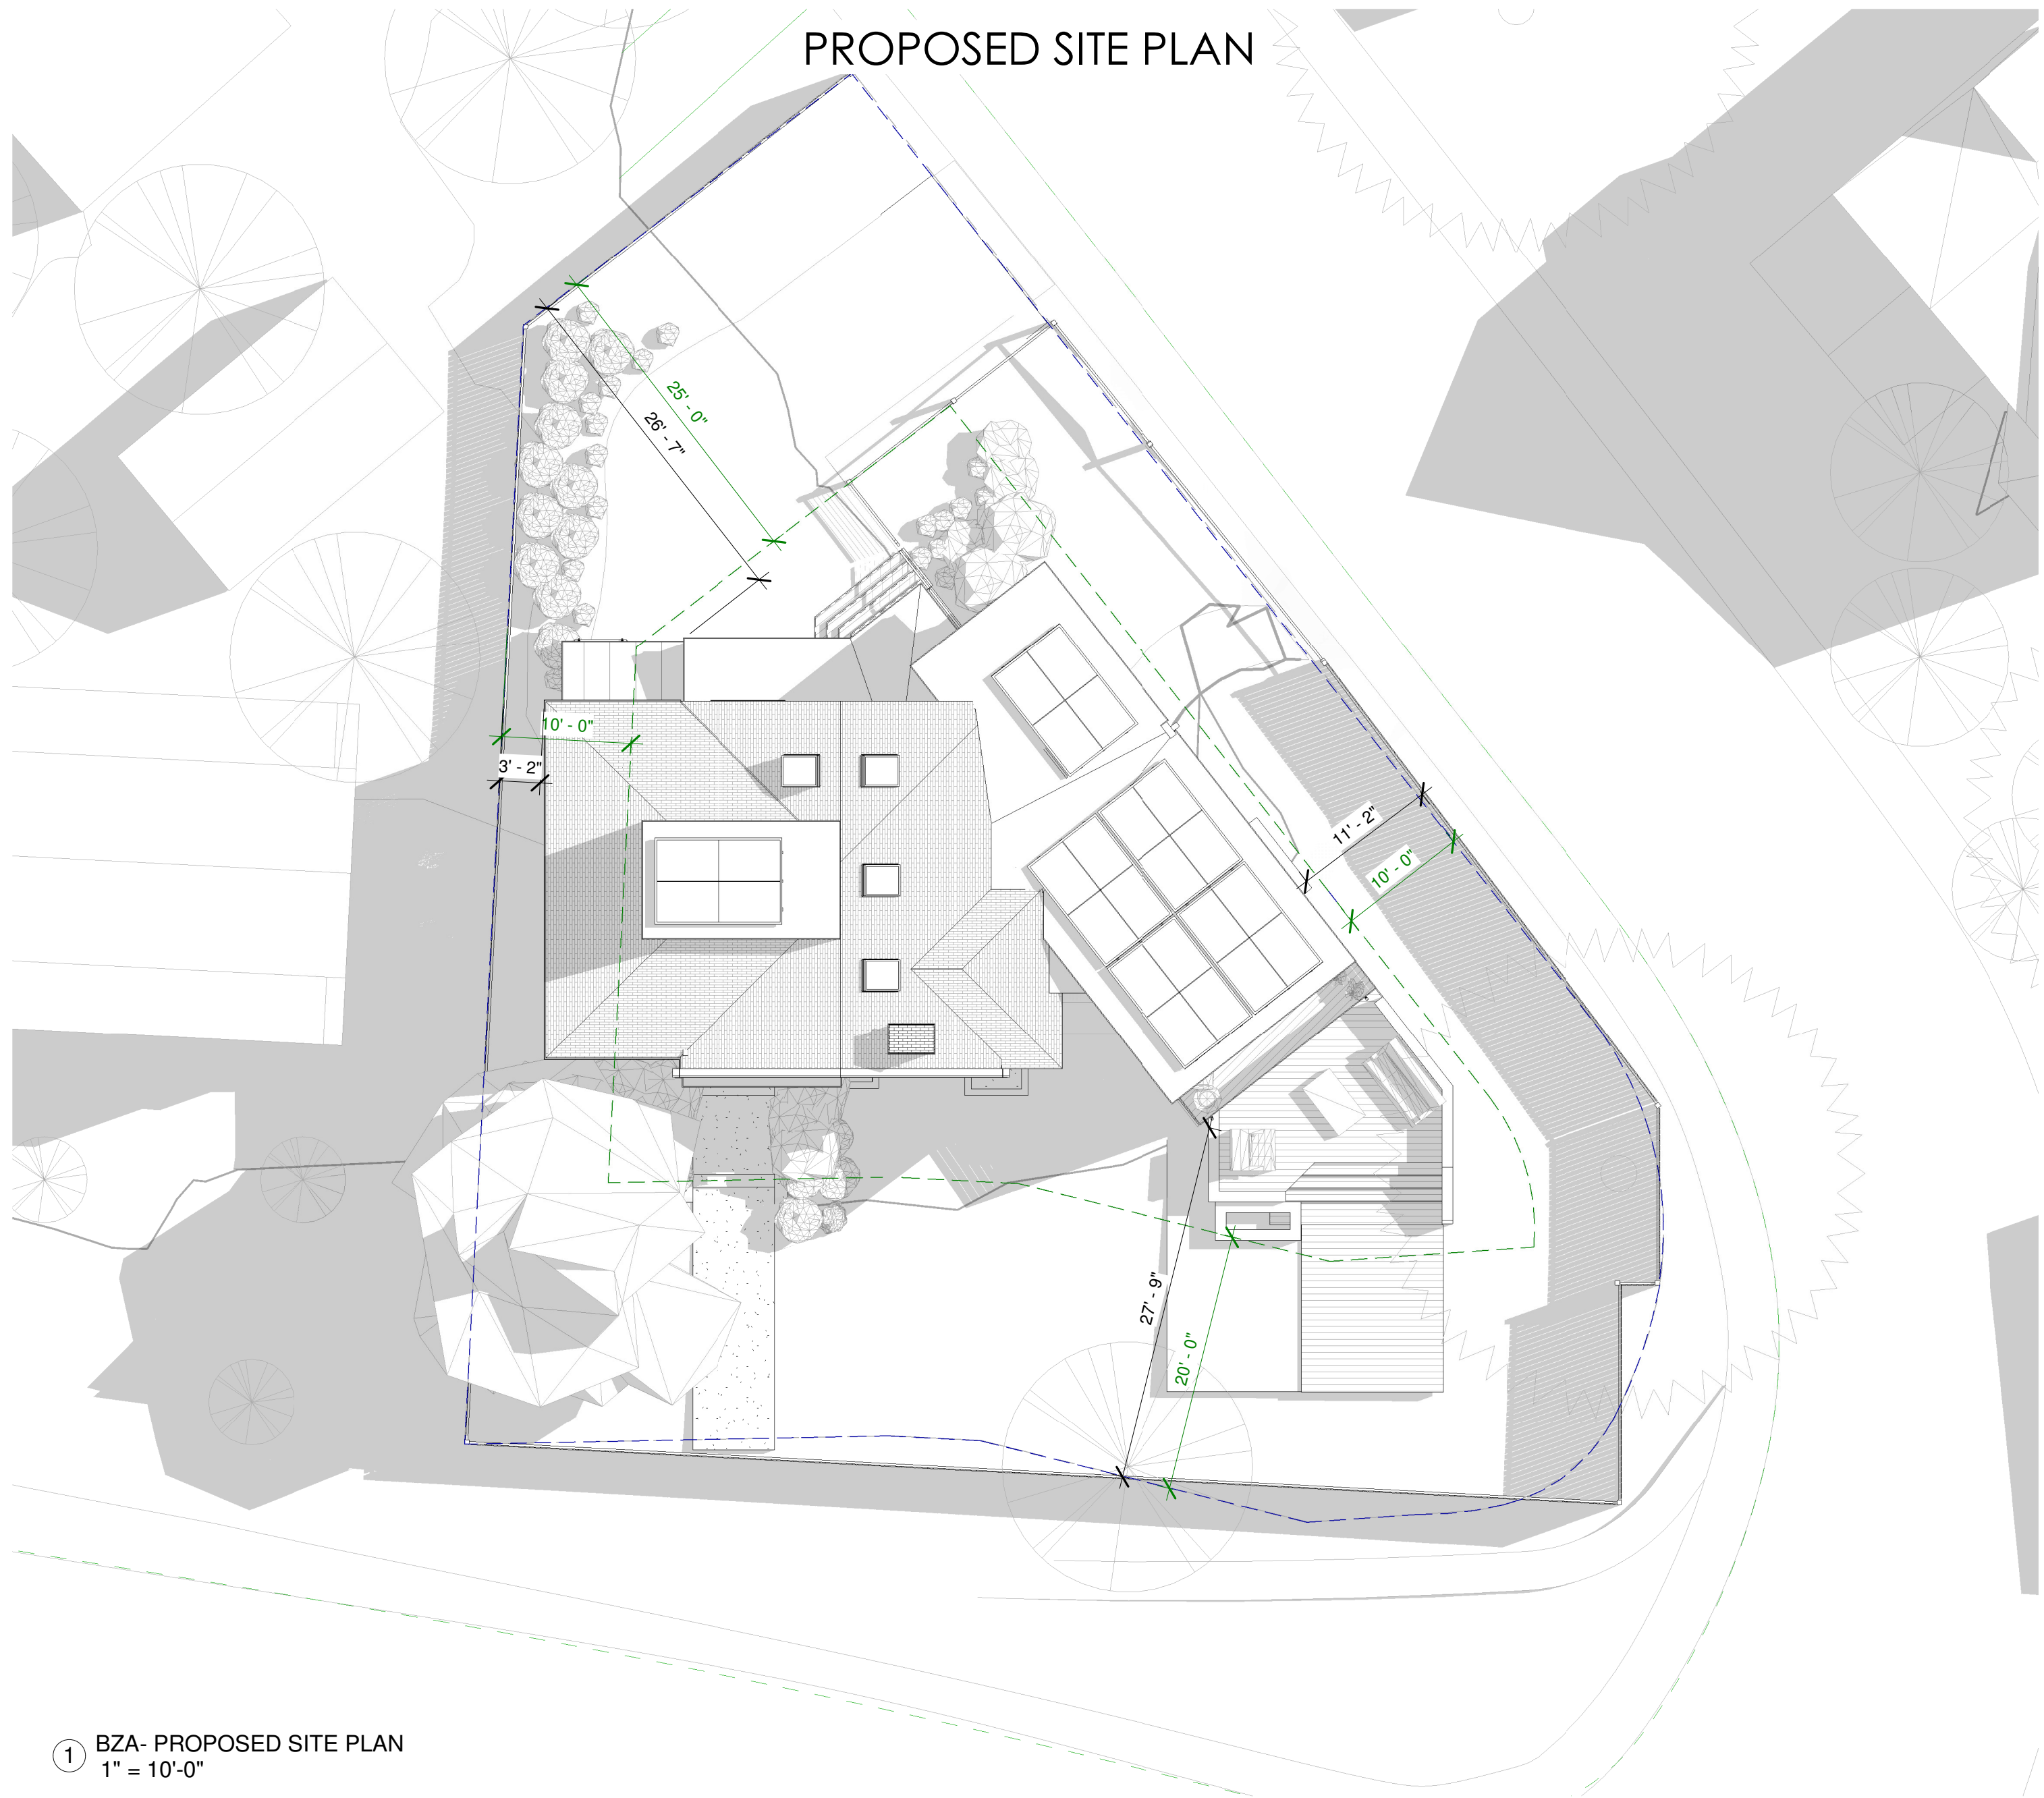 PROPOSED SITE PLAN
25' - 0"
26' - 7"
10' - 0"
3' - 2"
11' - 2"
10' - 0"
27' - 9"
20' - 0"
1
BZA- PROPOSED SITE PLAN
1" = 10'-0"